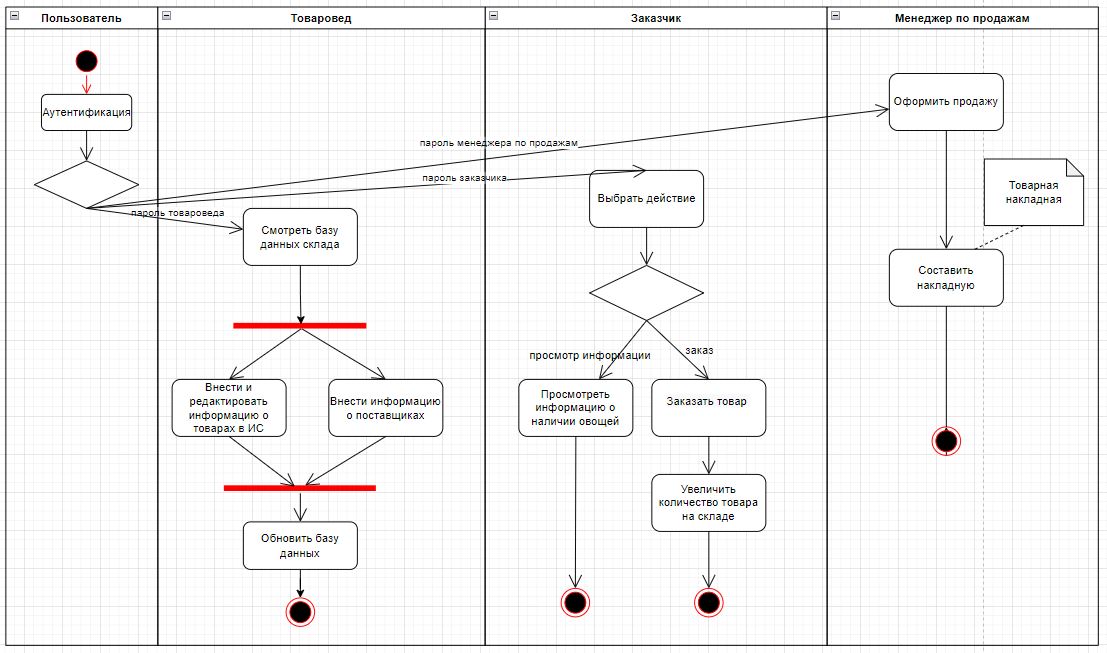 Пользователь
Товаровед
Заказчик
Менеджер по продажам
Аутентификация
пароль менеджера по продажам
пароль заказчика
пароль товароведа
Оформить продажу
Товарная
накладная
Составить
накладную
Выбрать действие
Смотреть базу
данных склада
просмотр информации
заказ
Внести и
редактировать
информацию о
товарах в ИС
Внести информацию
о поставщиках
Просмотреть
информацию о
наличии овощей
Заказать товар
Увеличить
количество товара
на складе
Обновить базу
данных